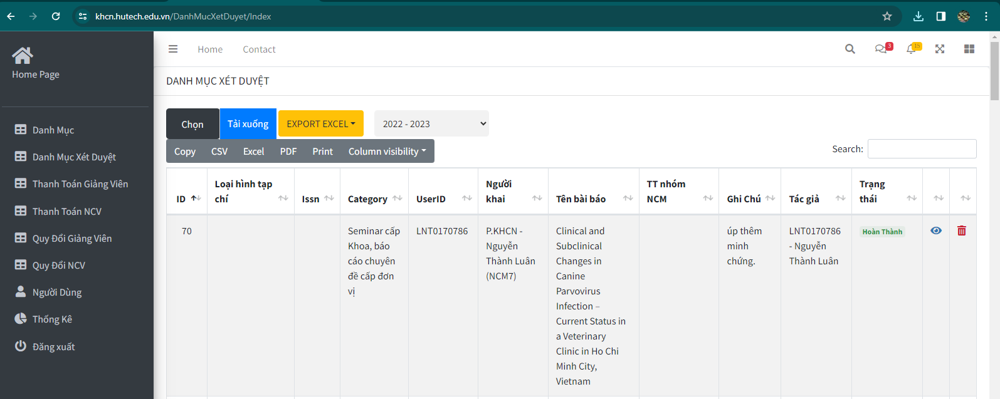 khcn.hutech.edu.vn/DanhMucXetDuyet/Index
Home Page
Home
Contact
3
15
DANH MỤC XÉT DUYỆT
Danh Mục
Danh Mục Xét Duyệt
Thanh Toán Giảng Viên
Thanh Toán NCV
Quy Đổi Giảng Viên
Quy Đổi NCV
Người Dùng
Thống Kê
Đăng xuất
Chọn
Tải xuống
EXPORT EXCEL
2022 - 2023
Copy
CSV
Excel
PDF
Print
Column visibility
Search:
ID
Loại hình tạp
chí
Issn
Category
UserID
Người
khai
Tên bài báo
TT nhóm
NCM
Ghi Chú
Tác giả
Trạng
thái
70
Seminar cấp
Khoa, báo
cáo chuyên
đề cấp đơn
vị
LNT0170786
P.KHCN -
Nguyễn
Thành Luân
(NCM7)
Clinical and
Subclinical
Changes in
Canine
Parvovirus
Infection –
Current Status in
a Veterinary
Clinic in Ho Chi
Minh City,
Vietnam
úp thêm
minh
chứng.
LNT0170786
- Nguyễn
Thành Luân
Hoàn Thành